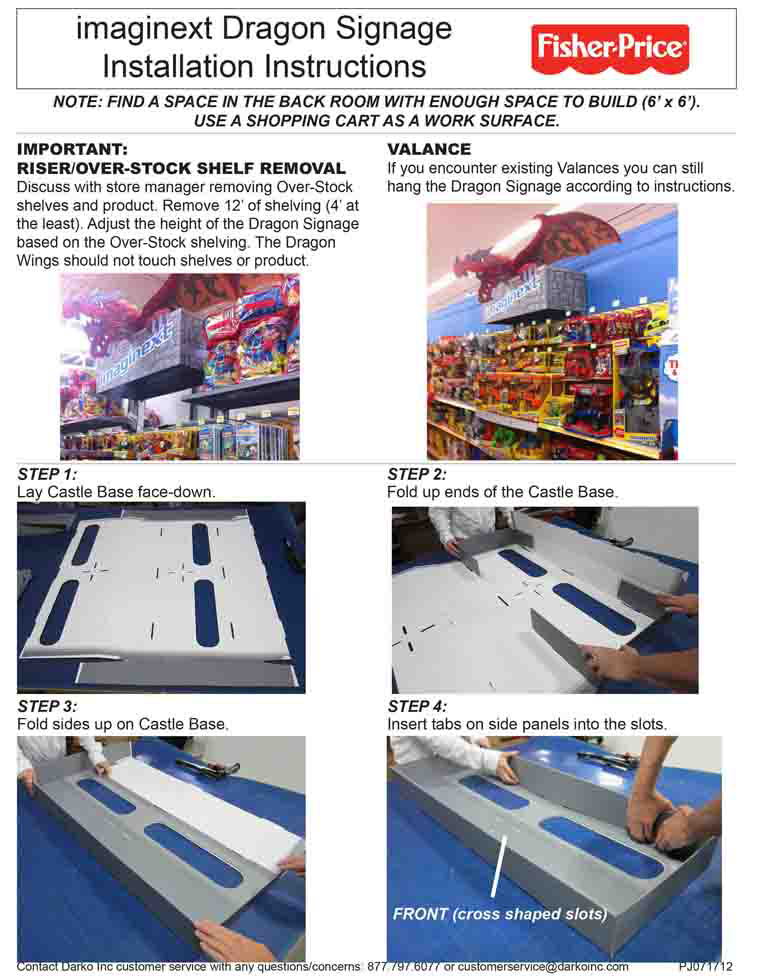 imaginext Dragon Signage
Installation Instructions
Fisher-Price
NOTE: FIND A SPACE IN THE BACK ROOM WITH ENOUGH SPACE TO BUILD (6’ x 6’).
USE A SHOPPING CART AS A WORK SURFACE.
IMPORTANT:
RISER/OVER-STOCK SHELF REMOVAL
Discuss with store manager removing Over-Stock
shelves and product. Remove 12’ of shelving (4’ at
the least). Adjust the height of the Dragon Signage
based on the Over-Stock shelving. The Dragon
Wings should not touch shelves or product.
imaginext
VALANCE
If you encounter existing Valances you can still
hang the Dragon Signage according to instructions.
imaginext
STEP 1:
Lay Castle Base face-down.
STEP 2:
Fold up ends of the Castle Base.
STEP 3:
Fold sides up on Castle Base.
STEP 4:
Insert tabs on side panels into the slots.
FRONT (cross shaped slots)
Contact Darko Inc customer service with any questions/concerns: 877.797.6077 or customerservice@darkoinc.com
PJ071712